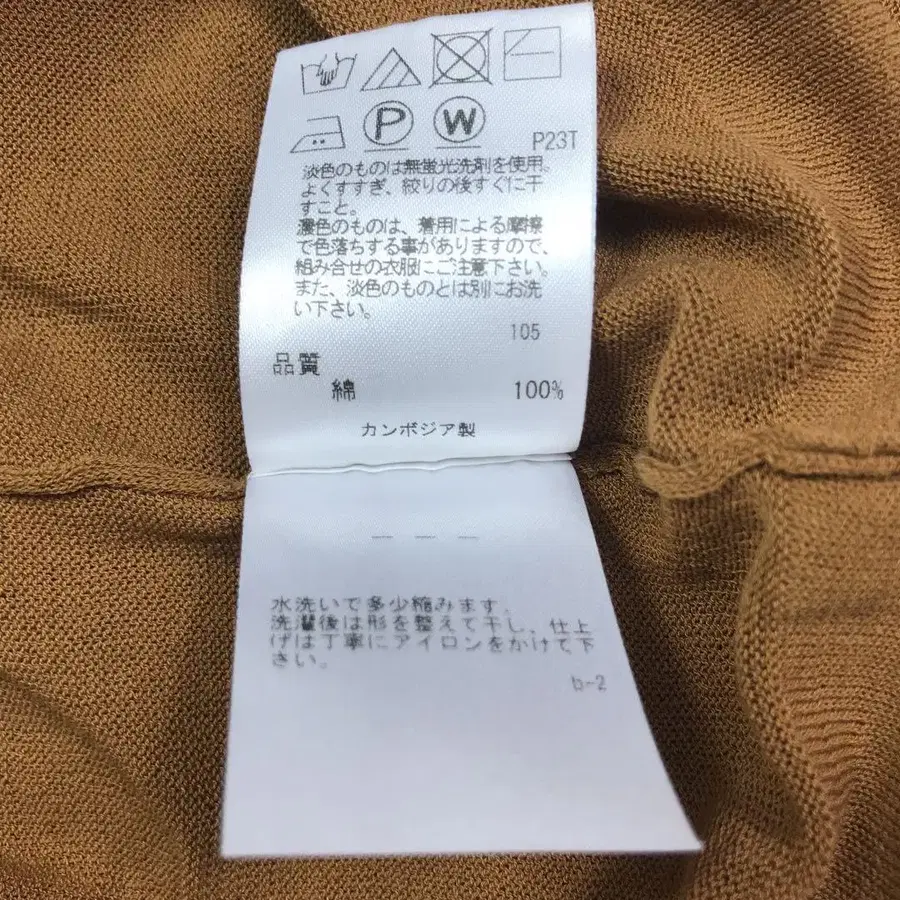 P W P23T
淡色のものは無蛍光洗剤を使用。
よくすすぎ、絞りの後すぐに干
すこと。
濃色のものは、着用による摩擦
で色落ちする事がありますので、
組み合せの衣服にご注意下さい。
また、淡色のものとは別にお洗
い下さい。
105
品質
綿 100%
カンボジア製
水洗いで多少縮みます。
洗濯後は形を整えて干し、仕上
げは丁寧にアイロンをかけて下
さい。
b-2